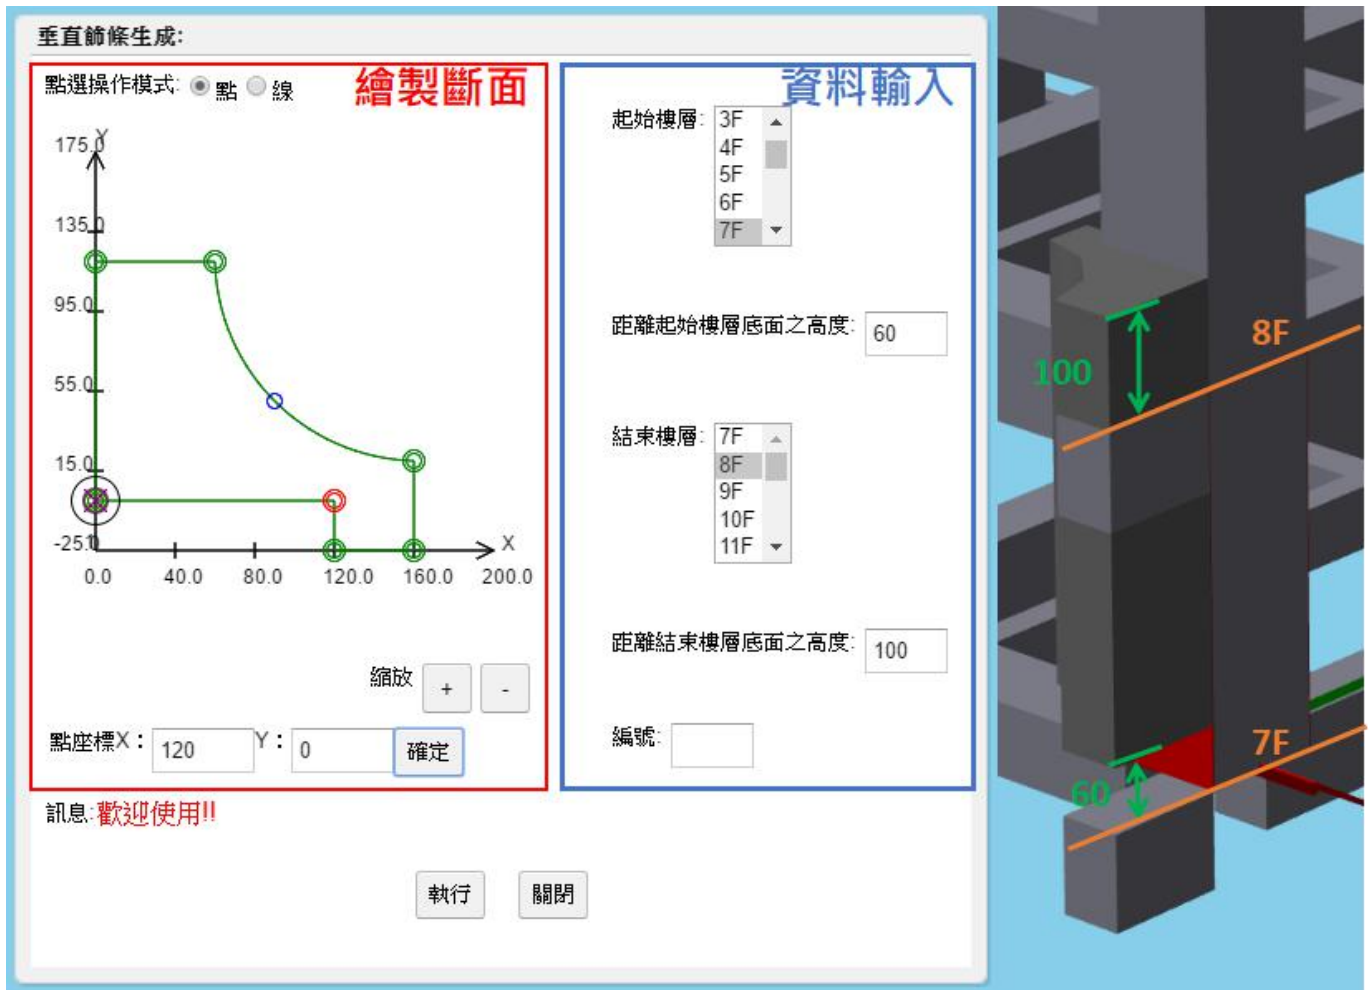 垂直飾條生成:
點選操作模式: 點 線
繪製斷面
Y
175.0
135.0
95.0
55.0
15.0
-25.0
X
0.0 40.0 80.0 120.0 160.0 200.0
縮放 + -
點座標X： 120 Y： 0 確定
資料輸入
起始樓層: 3F
4F
5F
6F
7F
距離起始樓層底面之高度: 60
結束樓層: 7F
8F
9F
10F
11F
距離結束樓層底面之高度: 100
編號:
訊息:歡迎使用!!
執行 關閉
8F
100
7F
60